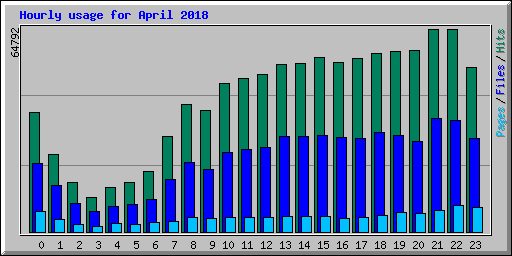 Hourly usage for April 2018
64792
Pages / Files / Hits
0 1 2 3 4 5 6 7 8 9 10 11 12 13 14 15 16 17 18 19 20 21 22 23